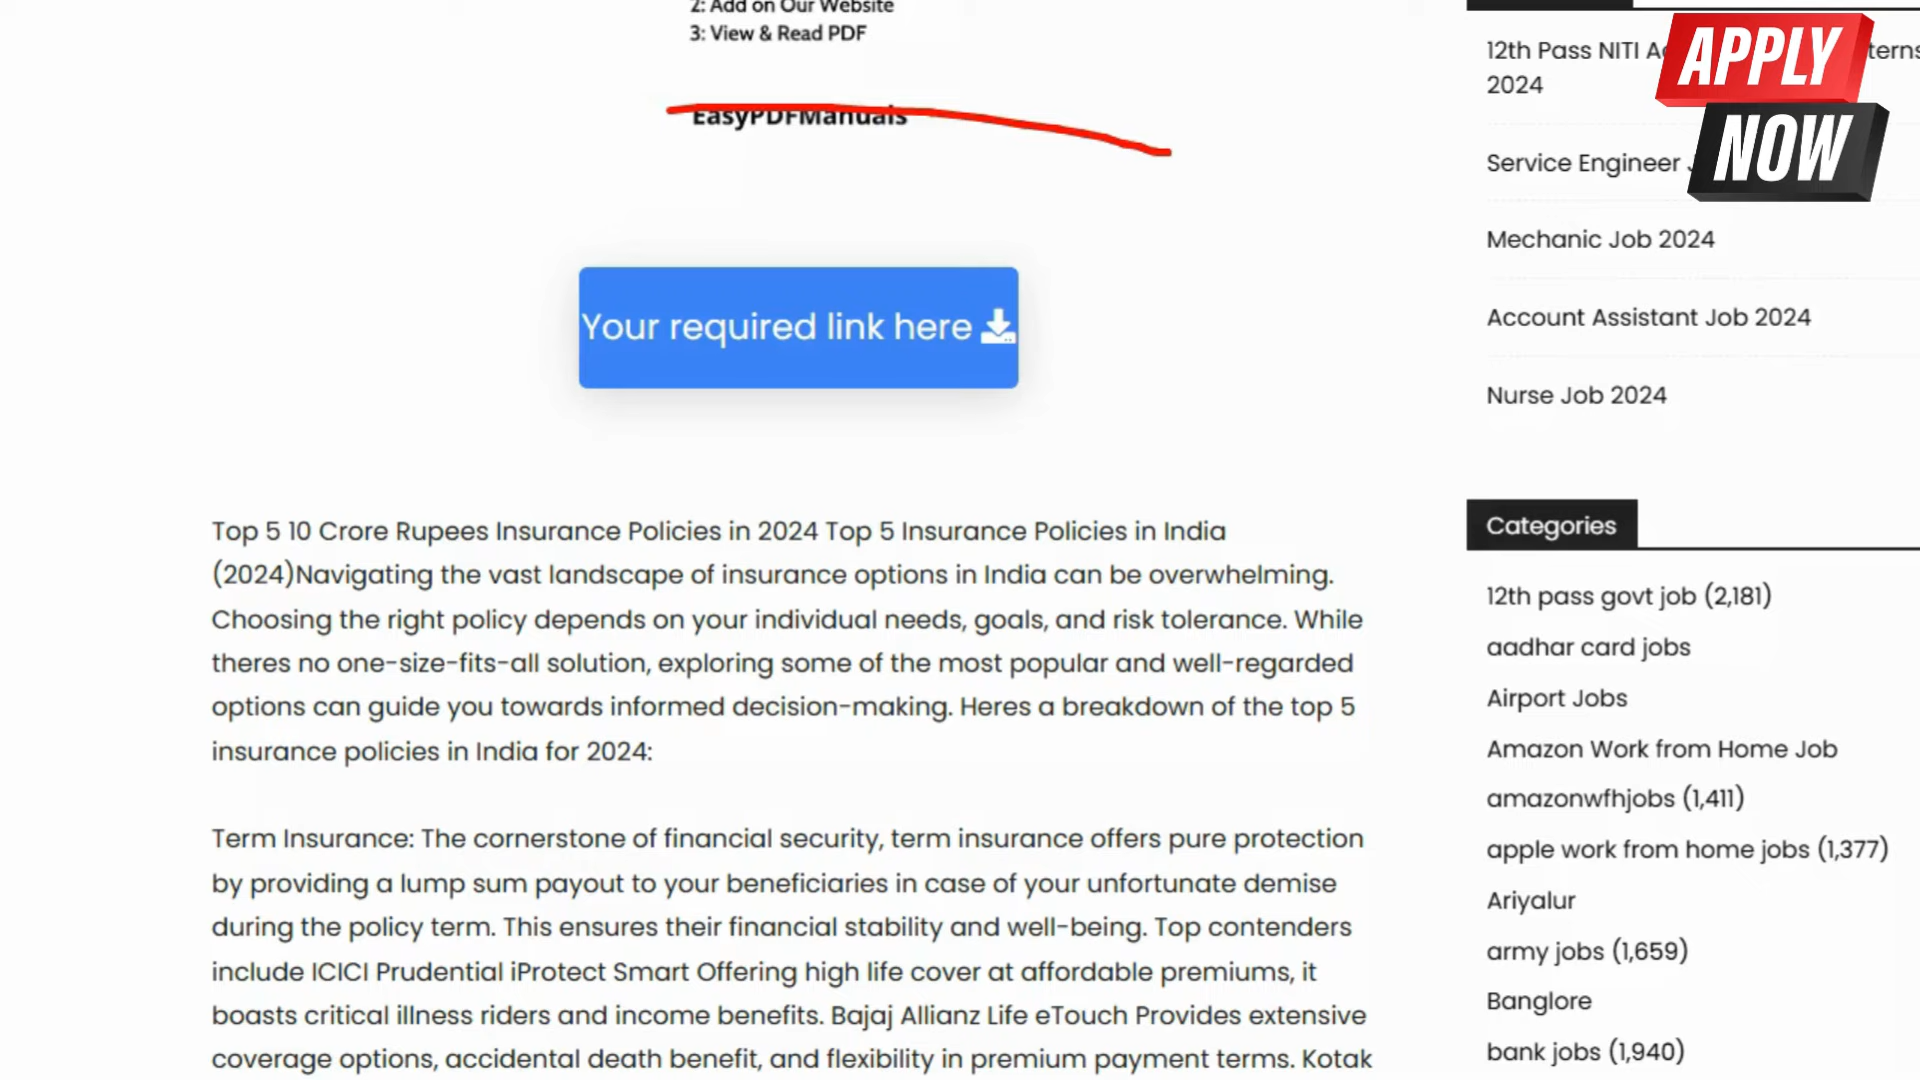 2: Add on Our Website
3: View & Read PDF
EasyPDFManuals
Your required link here
Top 5 10 Crore Rupees Insurance Policies in 2024 Top 5 Insurance Policies in India
(2024)Navigating the vast landscape of insurance options in India can be overwhelming.
Choosing the right policy depends on your individual needs, goals, and risk tolerance. While
theres no one-size-fits-all solution, exploring some of the most popular and well-regarded
options can guide you towards informed decision-making. Heres a breakdown of the top 5
insurance policies in India for 2024:
Term Insurance: The cornerstone of financial security, term insurance offers pure protection
by providing a lump sum payout to your beneficiaries in case of your unfortunate demise
during the policy term. This ensures their financial stability and well-being. Top contenders
include ICICI Prudential iProtect Smart Offering high life cover at affordable premiums, it
boasts critical illness riders and income benefits. Bajaj Allianz Life eTouch Provides extensive
coverage options, accidental death benefit, and flexibility in premium payment terms. Kotak
APPLY
NOW
12th Pass NITI
2024
Service Engineer
Mechanic Job 2024
Account Assistant Job 2024
Nurse Job 2024
Categories
12th pass govt job (2,181)
aadhar card jobs
Airport Jobs
Amazon Work from Home Job
amazonwfhjobs (1,411)
apple work from home jobs (1,377)
Ariyalur
army jobs (1,659)
Banglore
bank jobs (1,940)